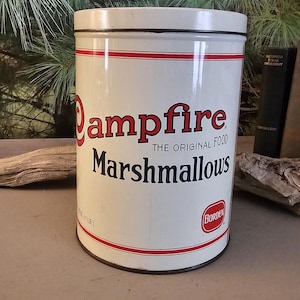 Campfire
THE ORIGINAL FOOD
Marshmallows
BORDEN